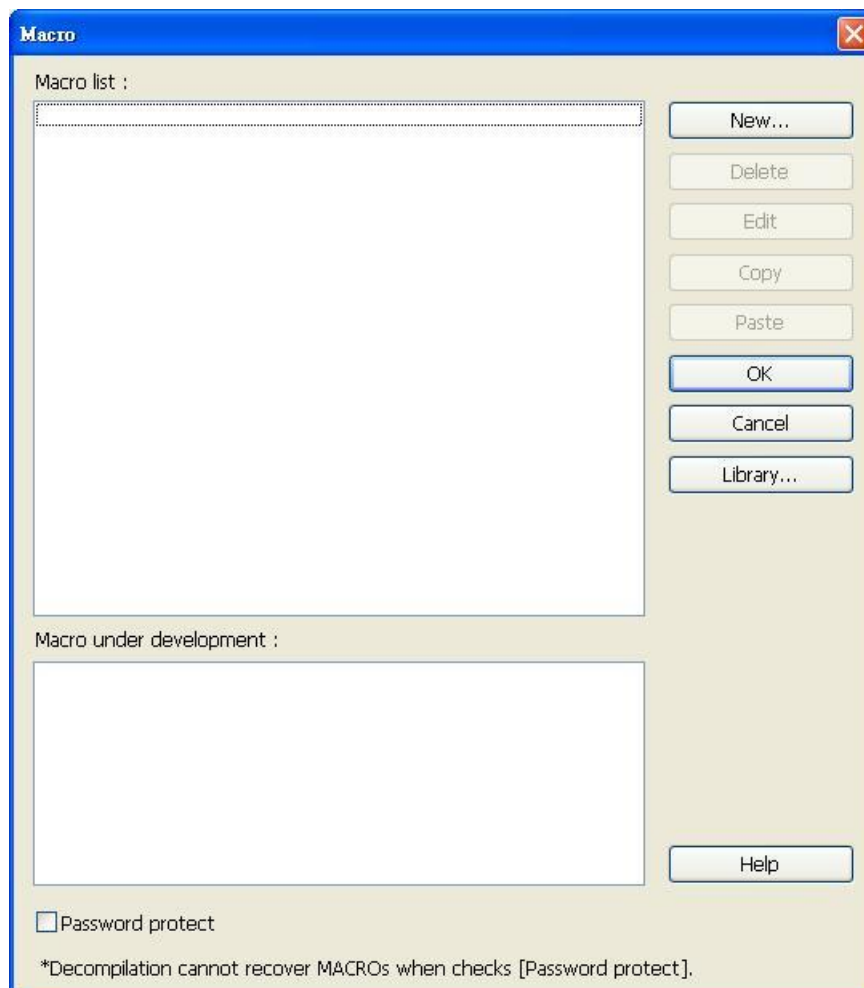 Macro
Macro list :
New...
Delete
Edit
Copy
Paste
OK
Cancel
Library...
Macro under development :
Help
Password protect
*Decompilation cannot recover MACROs when checks [Password protect].